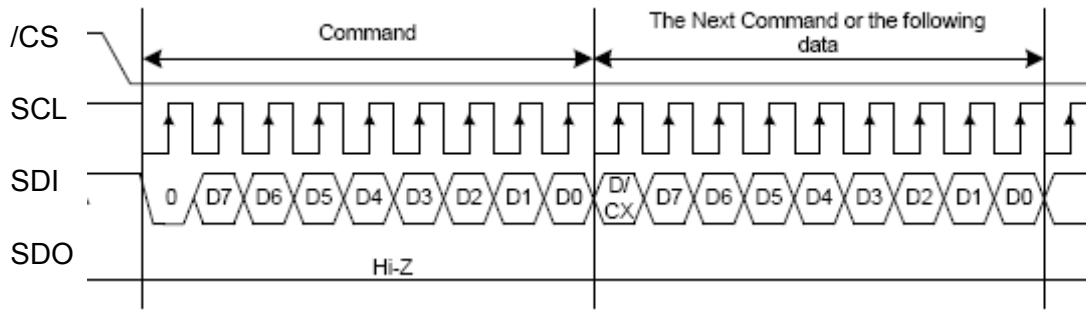 /CS
Command
The Next Command or the following
data
SCL
SDI
0 D7 D6 D5 D4 D3 D2 D1 D0 D/
CX D7 D6 D5 D4 D3 D2 D1 D0
SDO
Hi-Z